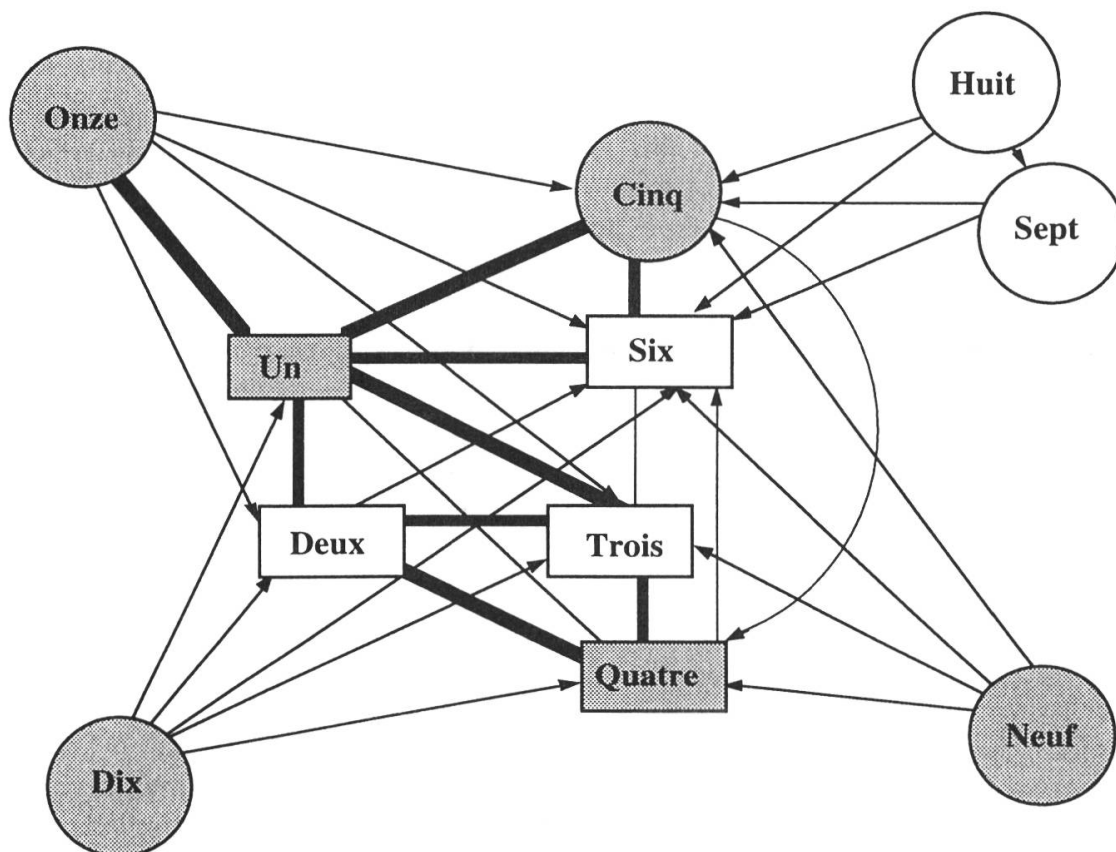 Huit
Onze
Cinq
Sept
Six
Un
Deux
Trois
Quatre
Neuf
Dix